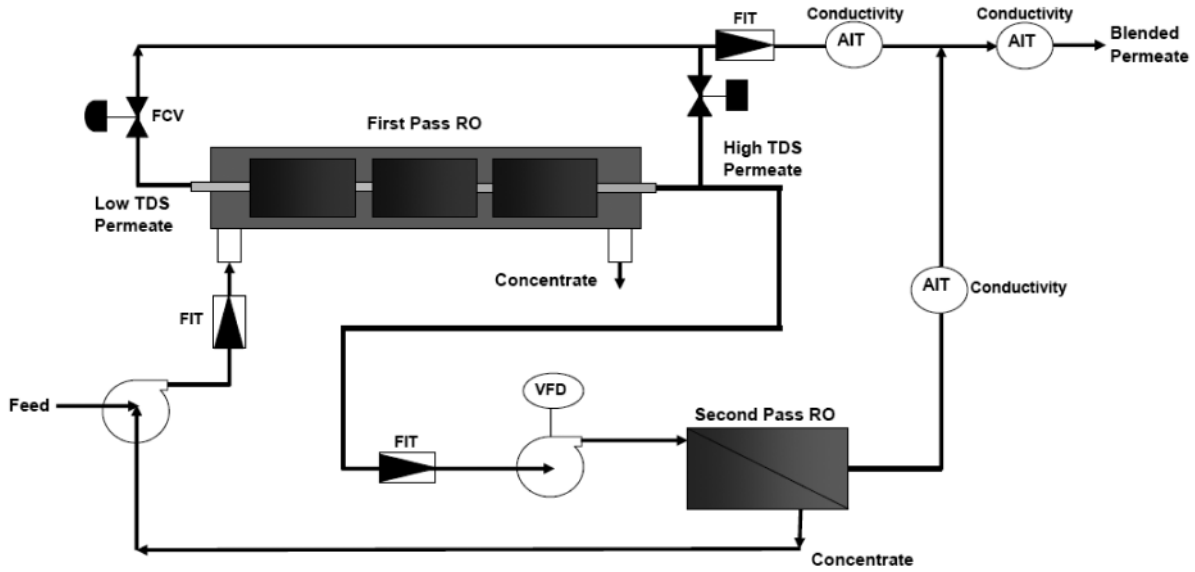 FIT
Conductivity
AIT
Conductivity
AIT
Blended
Permeate
FCV
First Pass RO
High TDS
Permeate
Low TDS
Permeate
Concentrate
FIT
AIT
Conductivity
Feed
VFD
FIT
Second Pass RO
Concentrate